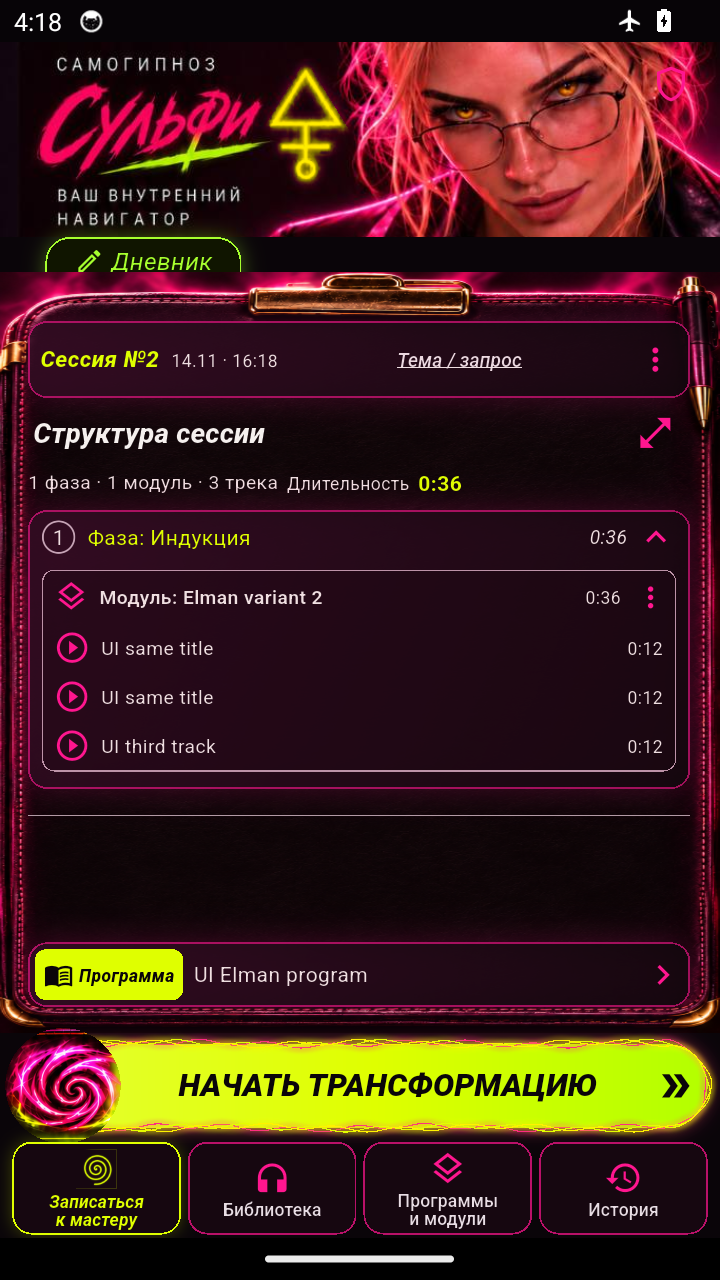 4:18
САМОГИПНОЗ
Сульфи
ВАШ ВНУТРЕННИЙ
НАВИГАТОР
Дневник
Сессия №2 14.11 · 16:18 Тема / запрос
Структура сессии
1 фаза · 1 модуль · 3 трека Длительность 0:36
1 Фаза: Индукция 0:36
Модуль: Elman variant 2 0:36
UI same title 0:12
UI same title 0:12
UI third track 0:12
Программа UI Elman program
НАЧАТЬ ТРАНСФОРМАЦИЮ
Записаться
к мастеру
Библиотека
Программы
и модули
История